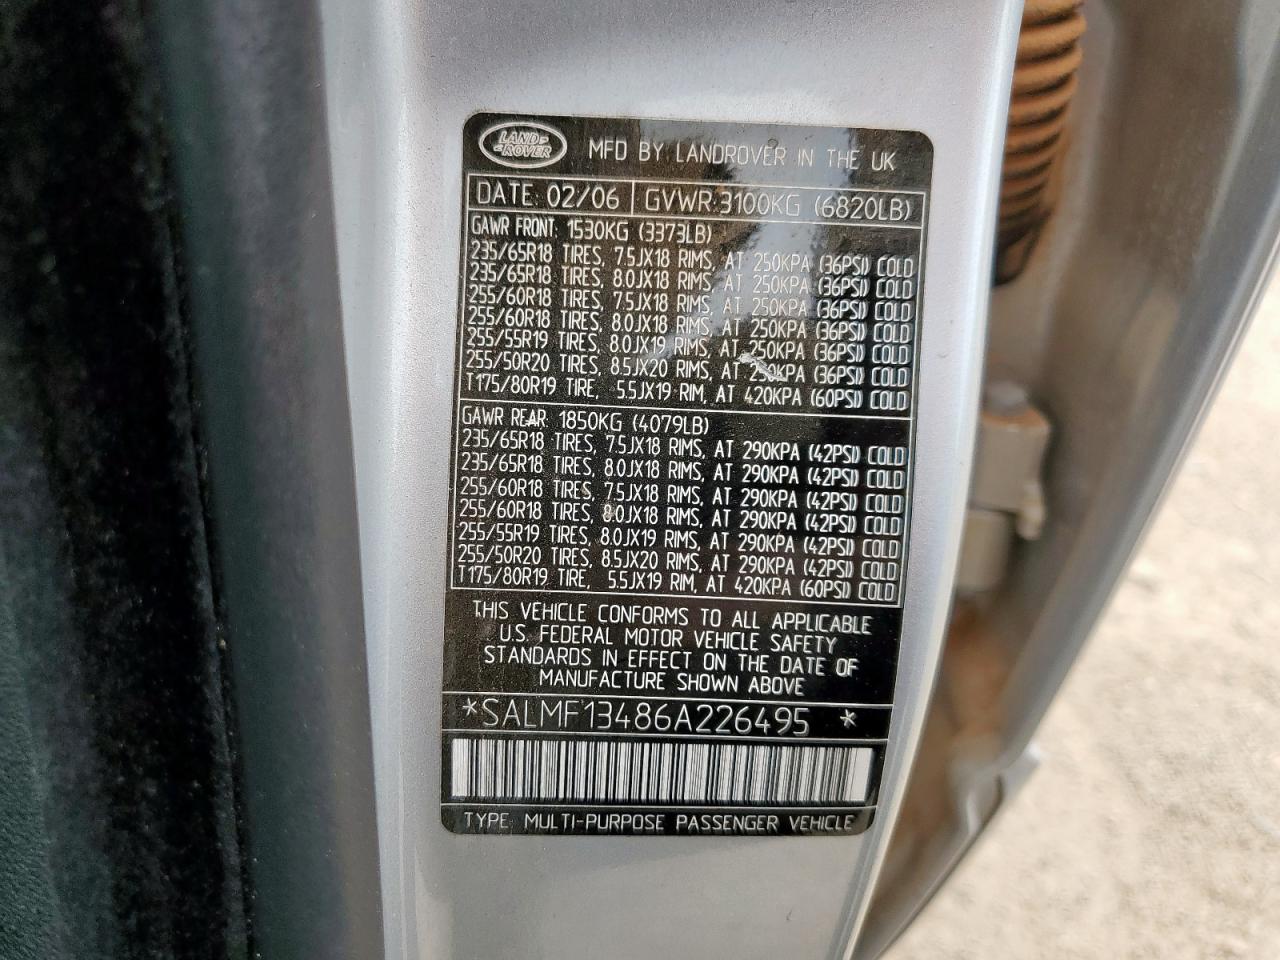 LAND ROVER
MFD BY LANDROVER IN THE UK
DATE: 02/06 GVWR:3100KG (6820LB)
GAWR FRONT: 1530KG (3373LB)
235/65R18 TIRES, 7.5JX18 RIMS, AT 250KPA (36PSI) COLD
235/65R18 TIRES, 8.0JX18 RIMS, AT 250KPA (36PSI) COLD
255/60R18 TIRES, 7.5JX18 RIMS, AT 250KPA (36PSI) COLD
255/60R18 TIRES, 8.0JX18 RIMS, AT 250KPA (36PSI) COLD
255/55R19 TIRES, 8.0JX19 RIMS, AT 250KPA (36PSI) COLD
255/50R20 TIRES, 8.5JX20 RIMS, AT 250KPA (36PSI) COLD
T175/80R19 TIRE, 5.5JX19 RIM, AT 420KPA (60PSI) COLD
GAWR REAR: 1850KG (4079LB)
235/65R18 TIRES, 7.5JX18 RIMS, AT 290KPA (42PSI) COLD
235/65R18 TIRES, 8.0JX18 RIMS, AT 290KPA (42PSI) COLD
255/60R18 TIRES, 7.5JX18 RIMS, AT 290KPA (42PSI) COLD
255/60R18 TIRES, 8.0JX18 RIMS, AT 290KPA (42PSI) COLD
255/55R19 TIRES, 8.0JX19 RIMS, AT 290KPA (42PSI) COLD
255/50R20 TIRES, 8.5JX20 RIMS, AT 290KPA (42PSI) COLD
T175/80R19 TIRE, 5.5JX19 RIM, AT 420KPA (60PSI) COLD
THIS VEHICLE CONFORMS TO ALL APPLICABLE
U.S. FEDERAL MOTOR VEHICLE SAFETY
STANDARDS IN EFFECT ON THE DATE OF
MANUFACTURE SHOWN ABOVE
*SALMF13486A226495 *
TYPE: MULTI-PURPOSE PASSENGER VEHICLE